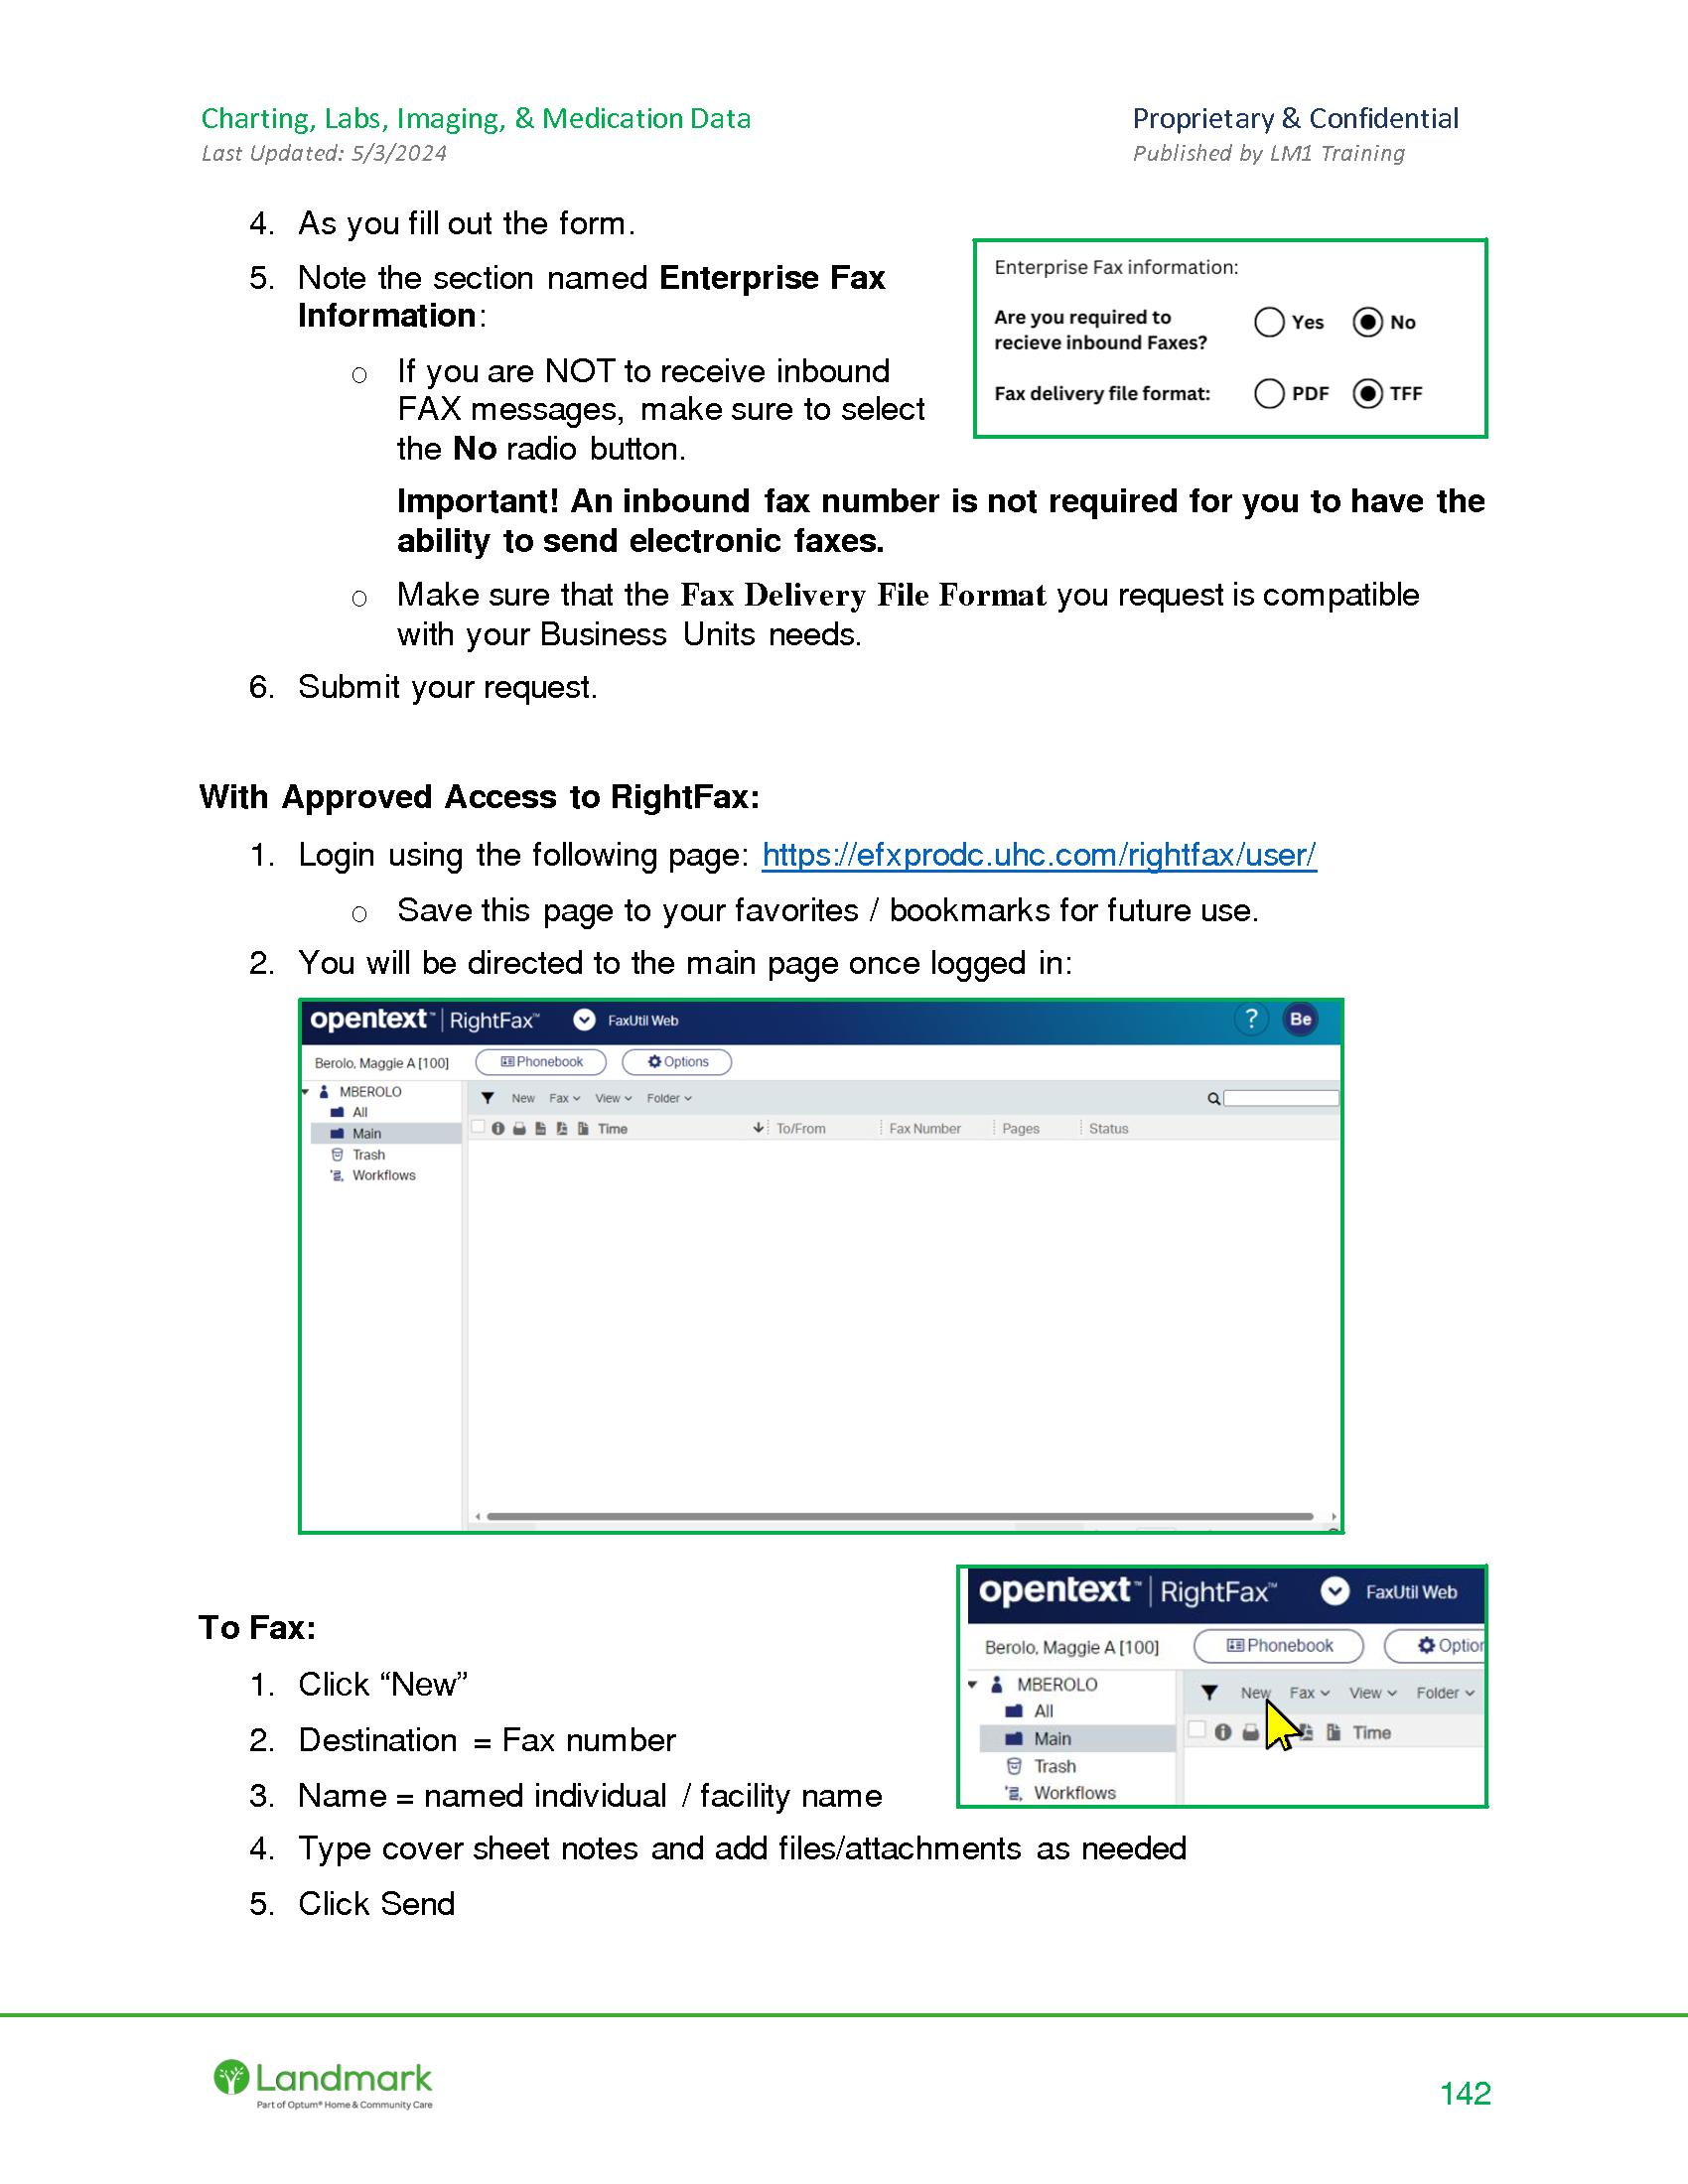 Charting, Labs, Imaging, & Medication Data
Proprietary & Confidential
Last Updated: 5/3/2024
Published by LM1 Training
4. As you fill out the form.
5. Note the section named Enterprise Fax
Information:
o If you are NOT to receive inbound
FAX messages, make sure to select
the No radio button.
Enterprise Fax information:
Are you required to
recieve inbound Faxes?
Yes
No
Fax delivery file format:
PDF
TFF
Important! An inbound fax number is not required for you to have the
ability to send electronic faxes.
o Make sure that the Fax Delivery File Format you request is compatible
with your Business Units needs.
6. Submit your request.
With Approved Access to RightFax:
1. Login using the following page: https://efxprodc.uhc.com/rightfax/user/
o Save this page to your favorites / bookmarks for future use.
2. You will be directed to the main page once logged in:
opentext™ | RightFax™ FaxUtil Web ? Be
Berolo, Maggie A [100] Phonebook Options
MBEROLO
All
Main
Trash
Workflows
New Fax View Folder
Time To/From Fax Number Pages Status
To Fax:
1. Click “New”
2. Destination = Fax number
3. Name = named individual / facility name
4. Type cover sheet notes and add files/attachments as needed
5. Click Send
opentext™ | RightFax™ FaxUtil Web
Berolo, Maggie A [100] Phonebook Option
MBEROLO
All
Main
Trash
Workflows
New Fax View Folder
Time
Landmark
Part of Optum® Home & Community Care
142